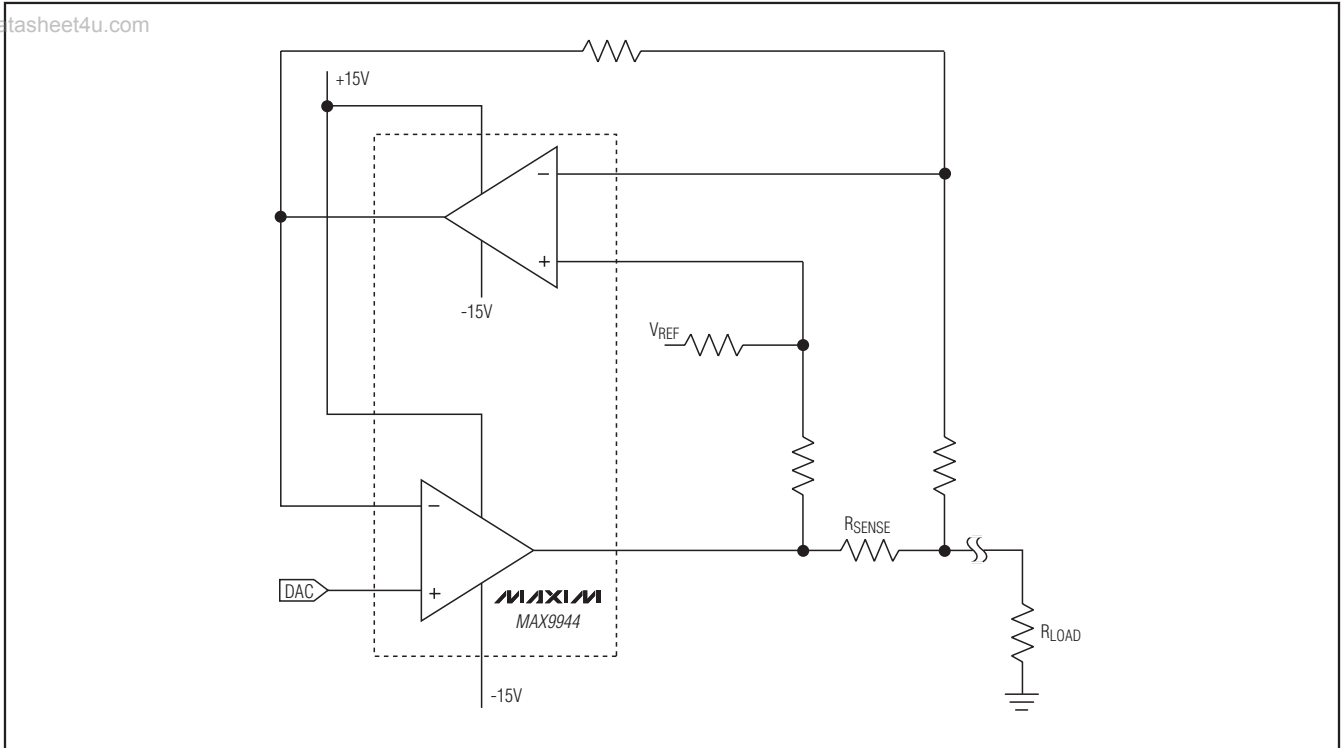 atasheet4u.com
+15V
−
+
-15V
VREF
RSENSE
−
+
DAC
MAXIM
MAX9944
RLOAD
-15V